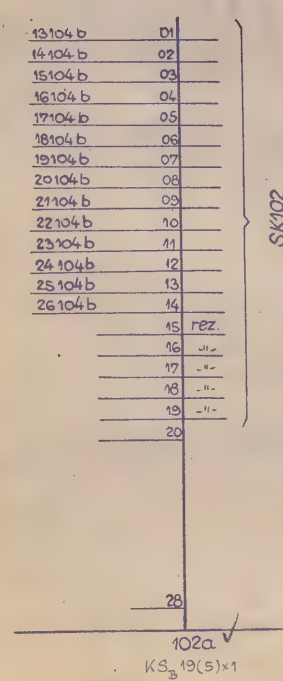 13104 b 01
14104 b 02
15104 b 03
16104 b 04
17104 b 05
18104 b 06
19104 b 07
20104 b 08
21104 b 09
22104 b 10
23104 b 11
24104 b 12
25104 b 13
26104 b 14
15 rez.
16 -"-
17 -"-
18 -"-
19 -"-
20
28
SK102
102a
KS_B 19(5)×1